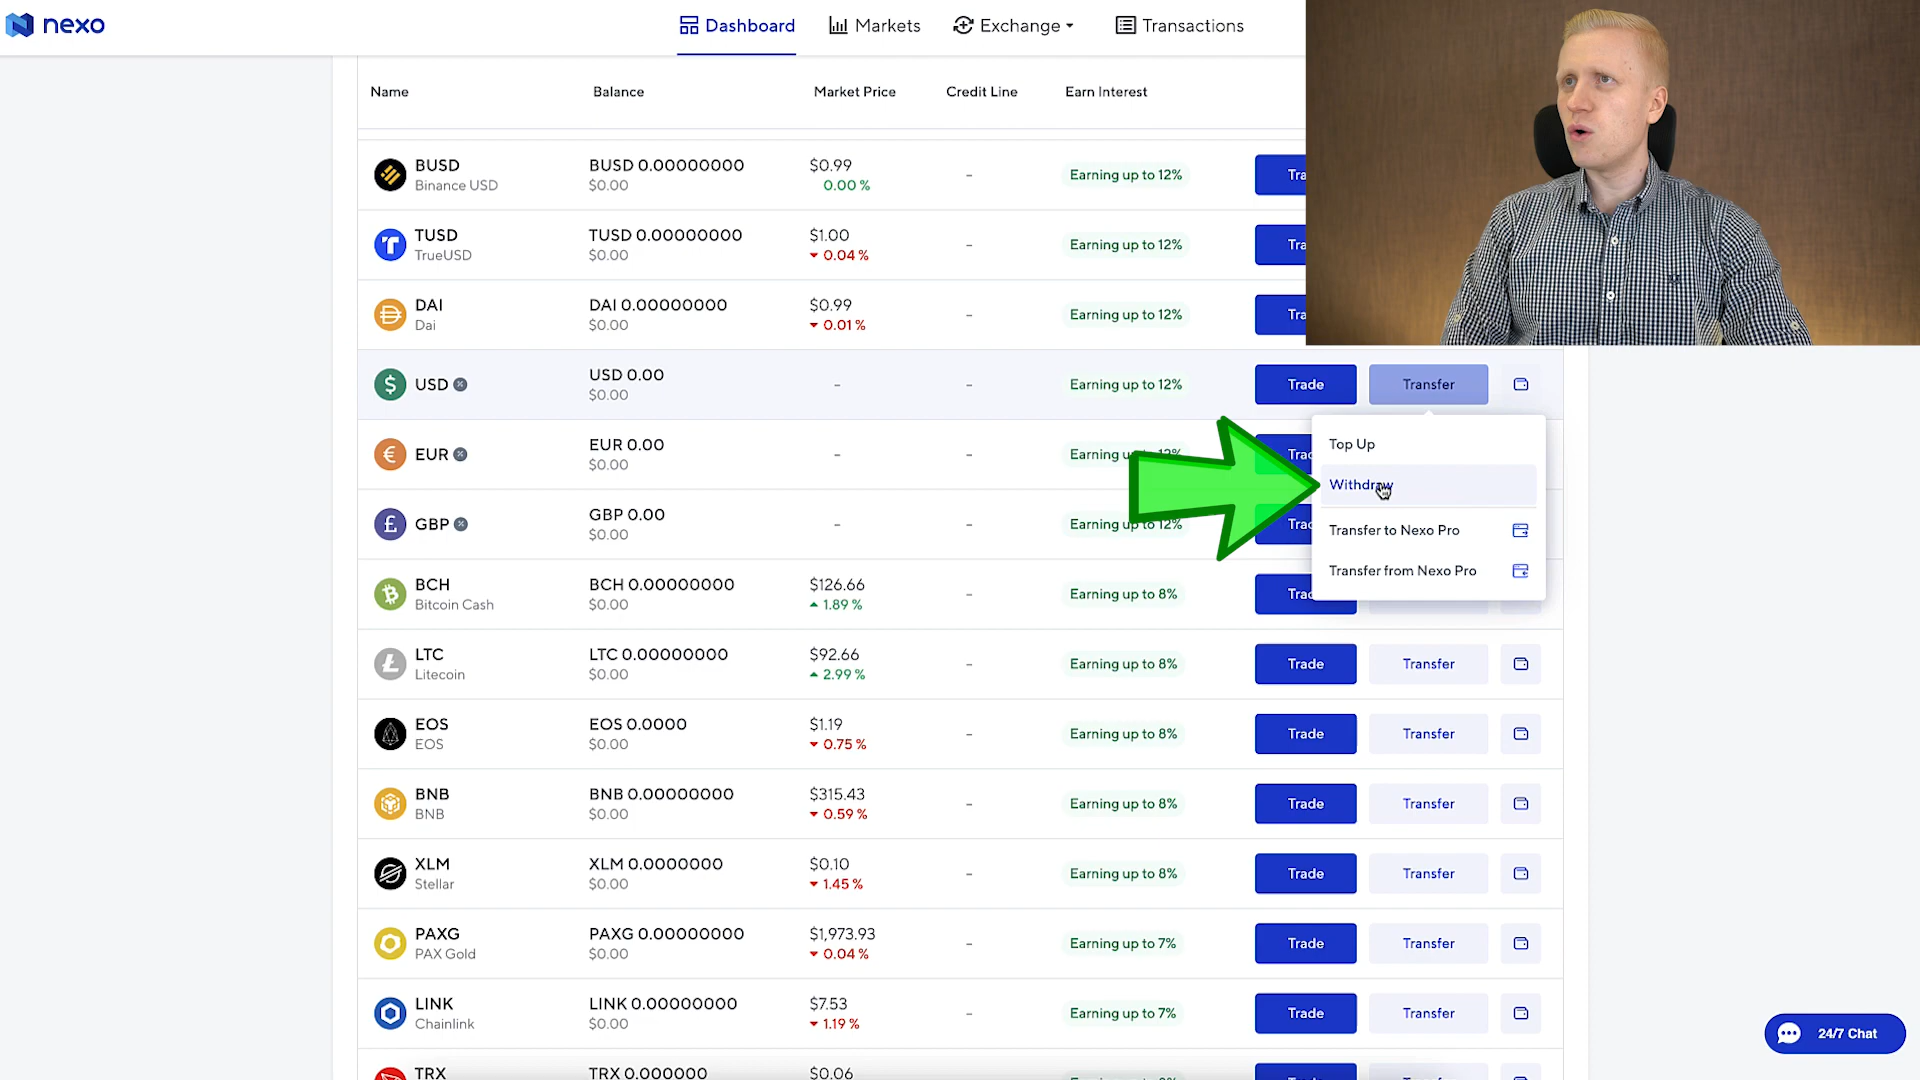 nexo
Dashboard
Markets
Exchange
Transactions
Name
Balance
Market Price
Credit Line
Earn Interest
BUSD
Binance USD
BUSD 0.00000000
$0.00
$0.99
0.00 %
-
Earning up to 12%
TUSD
TrueUSD
TUSD 0.00000000
$0.00
$1.00
0.04 %
-
Earning up to 12%
DAI
Dai
DAI 0.00000000
$0.00
$0.99
0.01 %
-
Earning up to 12%
USD
USD 0.00
$0.00
-
-
Earning up to 12%
Trade
Transfer
Top Up
Withdraw
Transfer to Nexo Pro
Transfer from Nexo Pro
EUR
EUR 0.00
$0.00
-
-
GBP
GBP 0.00
$0.00
-
-
BCH
Bitcoin Cash
BCH 0.00000000
$0.00
$126.66
1.89 %
-
Earning up to 8%
LTC
Litecoin
LTC 0.00000000
$0.00
$92.66
2.99 %
-
Earning up to 8%
Trade
Transfer
EOS
EOS
EOS 0.0000
$0.00
$1.19
0.75 %
-
Earning up to 8%
Trade
Transfer
BNB
BNB
BNB 0.00000000
$0.00
$315.43
0.59 %
-
Earning up to 8%
Trade
Transfer
XLM
Stellar
XLM 0.0000000
$0.00
$0.10
1.45 %
-
Earning up to 8%
Trade
Transfer
PAXG
PAX Gold
PAXG 0.00000000
$0.00
$1,973.93
0.04 %
-
Earning up to 7%
Trade
Transfer
LINK
Chainlink
LINK 0.00000000
$0.00
$7.53
1.19 %
-
Earning up to 7%
Trade
Transfer
TRX
TRX 0.000000
$0.06
24/7 Chat